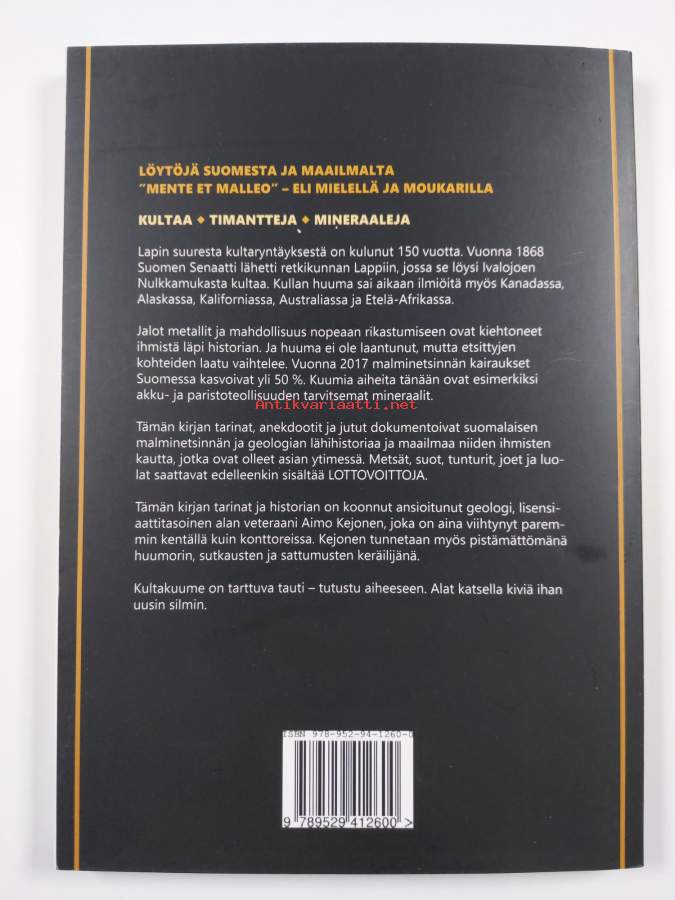 LÖYTÖJÄ SUOMESTA JA MAAILMALTA
”MENTE ET MALLEO” – ELI MIELELLÄ JA MOUKARILLA
KULTAA ◆ TIMANTTEJA ◆ MINERAALEJA
Lapin suuresta kultaryntäyksestä on kulunut 150 vuotta. Vuonna 1868
Suomen Senaatti lähetti retkikunnan Lappiin, jossa se löysi Ivalojoen
Nulkkamukasta kultaa. Kullan huuma sai aikaan ilmiöitä myös Kanadassa,
Alaskassa, Kaliforniassa, Australiassa ja Etelä-Afrikassa.
Jalot metallit ja mahdollisuus nopeaan rikastumiseen ovat kiehtoneet
ihmistä läpi historian. Ja huuma ei ole laantunut, mutta etsittyjen
kohteiden laatu vaihtelee. Vuonna 2017 malminetsinnän kairaukset
Suomessa kasvoivat yli 50 %. Kuumia aiheita tänään ovat esimerkiksi
akku- ja paristoteollisuuden tarvitsemat mineraalit.
Antikvariaatti.net
Tämän kirjan tarinat, anekdootit ja jutut dokumentoivat suomalaisen
malminetsinnän ja geologian lähihistoriaa ja maailmaa niiden ihmisten
kautta, jotka ovat olleet asian ytimessä. Metsät, suot, tunturit, joet ja luo-
lat saattavat edelleenkin sisältää LOTTOVOITTOJA.
Tämän kirjan tarinat ja historian on koonnut ansioitunut geologi, lisensi-
aattitasoinen alan veteraani Aimo Kejonen, joka on aina viihtynyt parem-
min kentällä kuin konttoreissa. Kejonen tunnetaan myös pistämättömänä
huumorin, sutkausten ja sattumusten keräilijänä.
Kultakuume on tarttuva tauti – tutustu aiheeseen. Alat katsella kiviä ihan
uusin silmin.
ISBN 978-952-94-1260-0
9 789529 412600 >